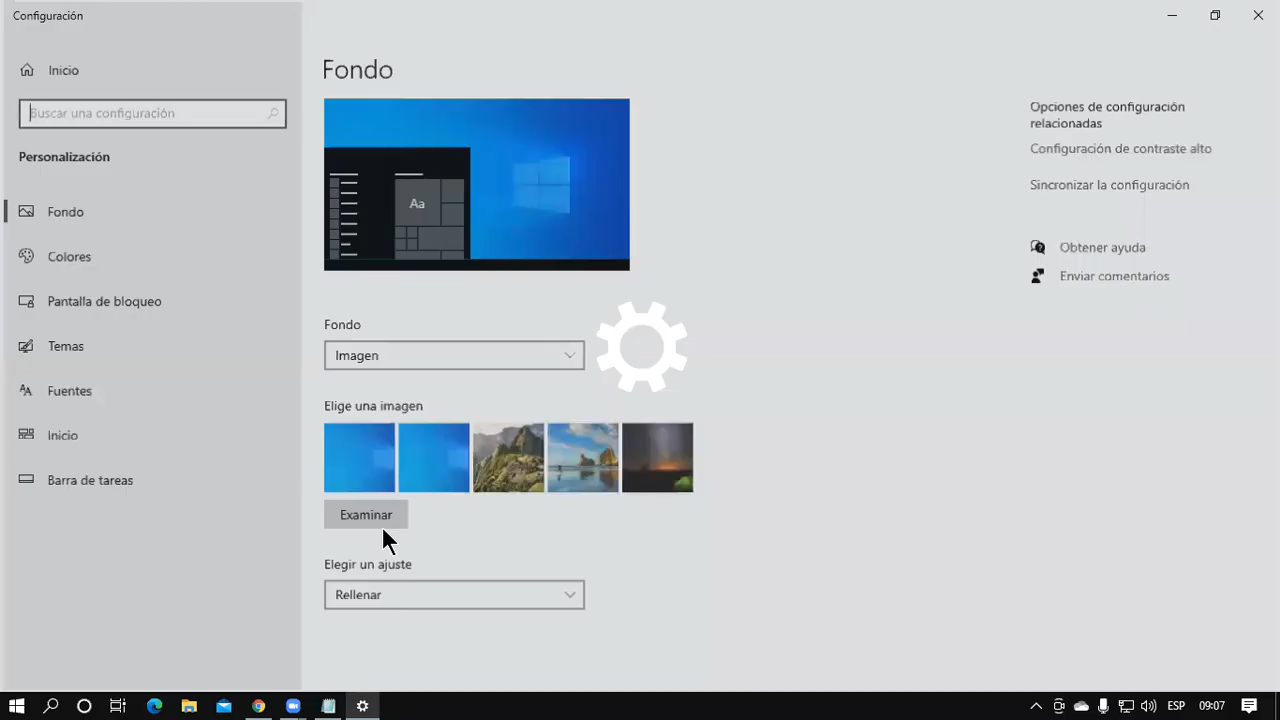 Configuración
Inicio
Buscar una configuración
Personalización
Fondo
Colores
Pantalla de bloqueo
Temas
Fuentes
Inicio
Barra de tareas
Fondo
Aa
Fondo
Imagen
Elige una imagen
Examinar
Elegir un ajuste
Rellenar
Opciones de configuración
relacionadas
Configuración de contraste alto
Sincronizar la configuración
Obtener ayuda
Enviar comentarios
ESP
09:07